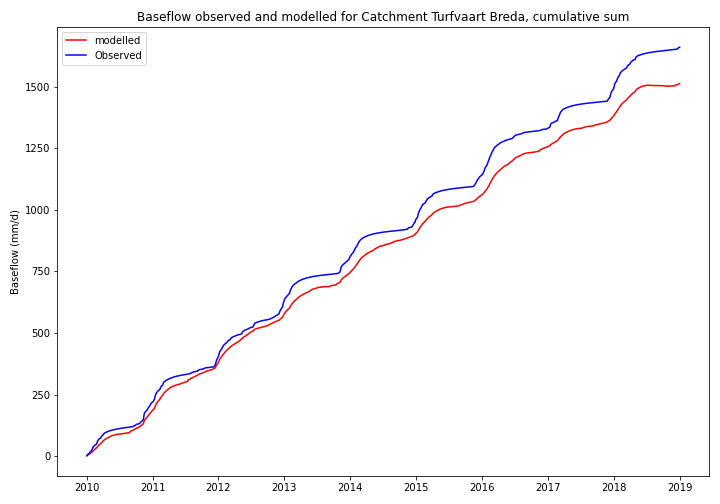 Baseflow observed and modelled for Catchment Turfvaart Breda, cumulative sum
modelled
Observed
Baseflow (mm/d)
1500
1250
1000
750
500
250
0
2010 2011 2012 2013 2014 2015 2016 2017 2018 2019